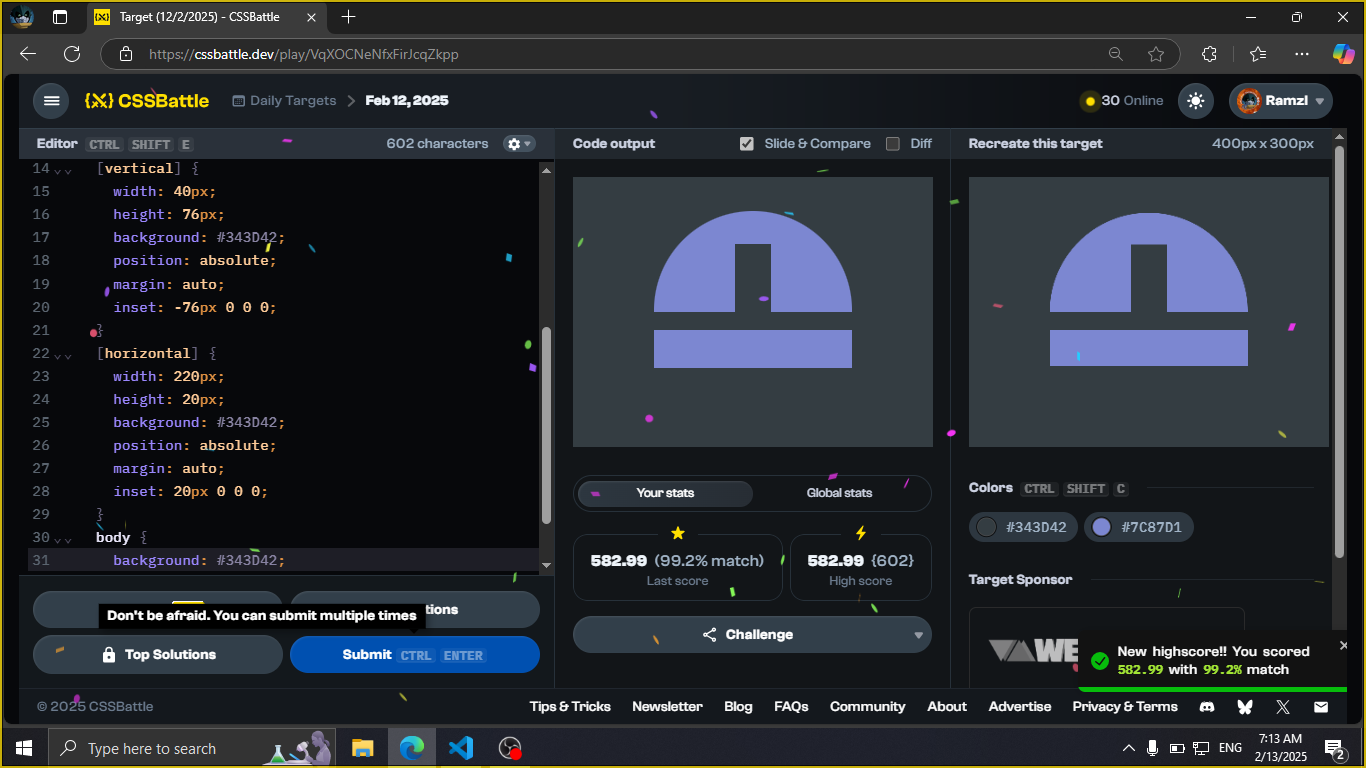 Target (12/2/2025) - CSSBattle
https://cssbattle.dev/play/VqXOCNeNfxFirJcqZkpp
{X} CSSBattle
Daily Targets > Feb 12, 2025
30 Online
Ramzl
Editor CTRL SHIFT E
602 characters
Code output
Slide & Compare
Diff
Recreate this target
400px x 300px
14 [vertical] {
15 width: 40px;
16 height: 76px;
17 background: #343D42;
18 position: absolute;
19 margin: auto;
20 inset: -76px 0 0 0;
21 }
22 [horizontal] {
23 width: 220px;
24 height: 20px;
25 background: #343D42;
26 position: absolute;
27 margin: auto;
28 inset: 20px 0 0 0;
29 }
30 body {
31 background: #343D42;
Don't be afraid. You can submit multiple times
Top Solutions
Submit CTRL ENTER
Your stats
Global stats
582.99 (99.2% match)
Last score
582.99 {602}
High score
Challenge
Colors CTRL SHIFT C
#343D42
#7C87D1
Target Sponsor
WE
New highscore!! You scored
582.99 with 99.2% match
© 2025 CSSBattle
Tips & Tricks
Newsletter
Blog
FAQs
Community
About
Advertise
Privacy & Terms
Type here to search
ENG
7:13 AM
2/13/2025
2